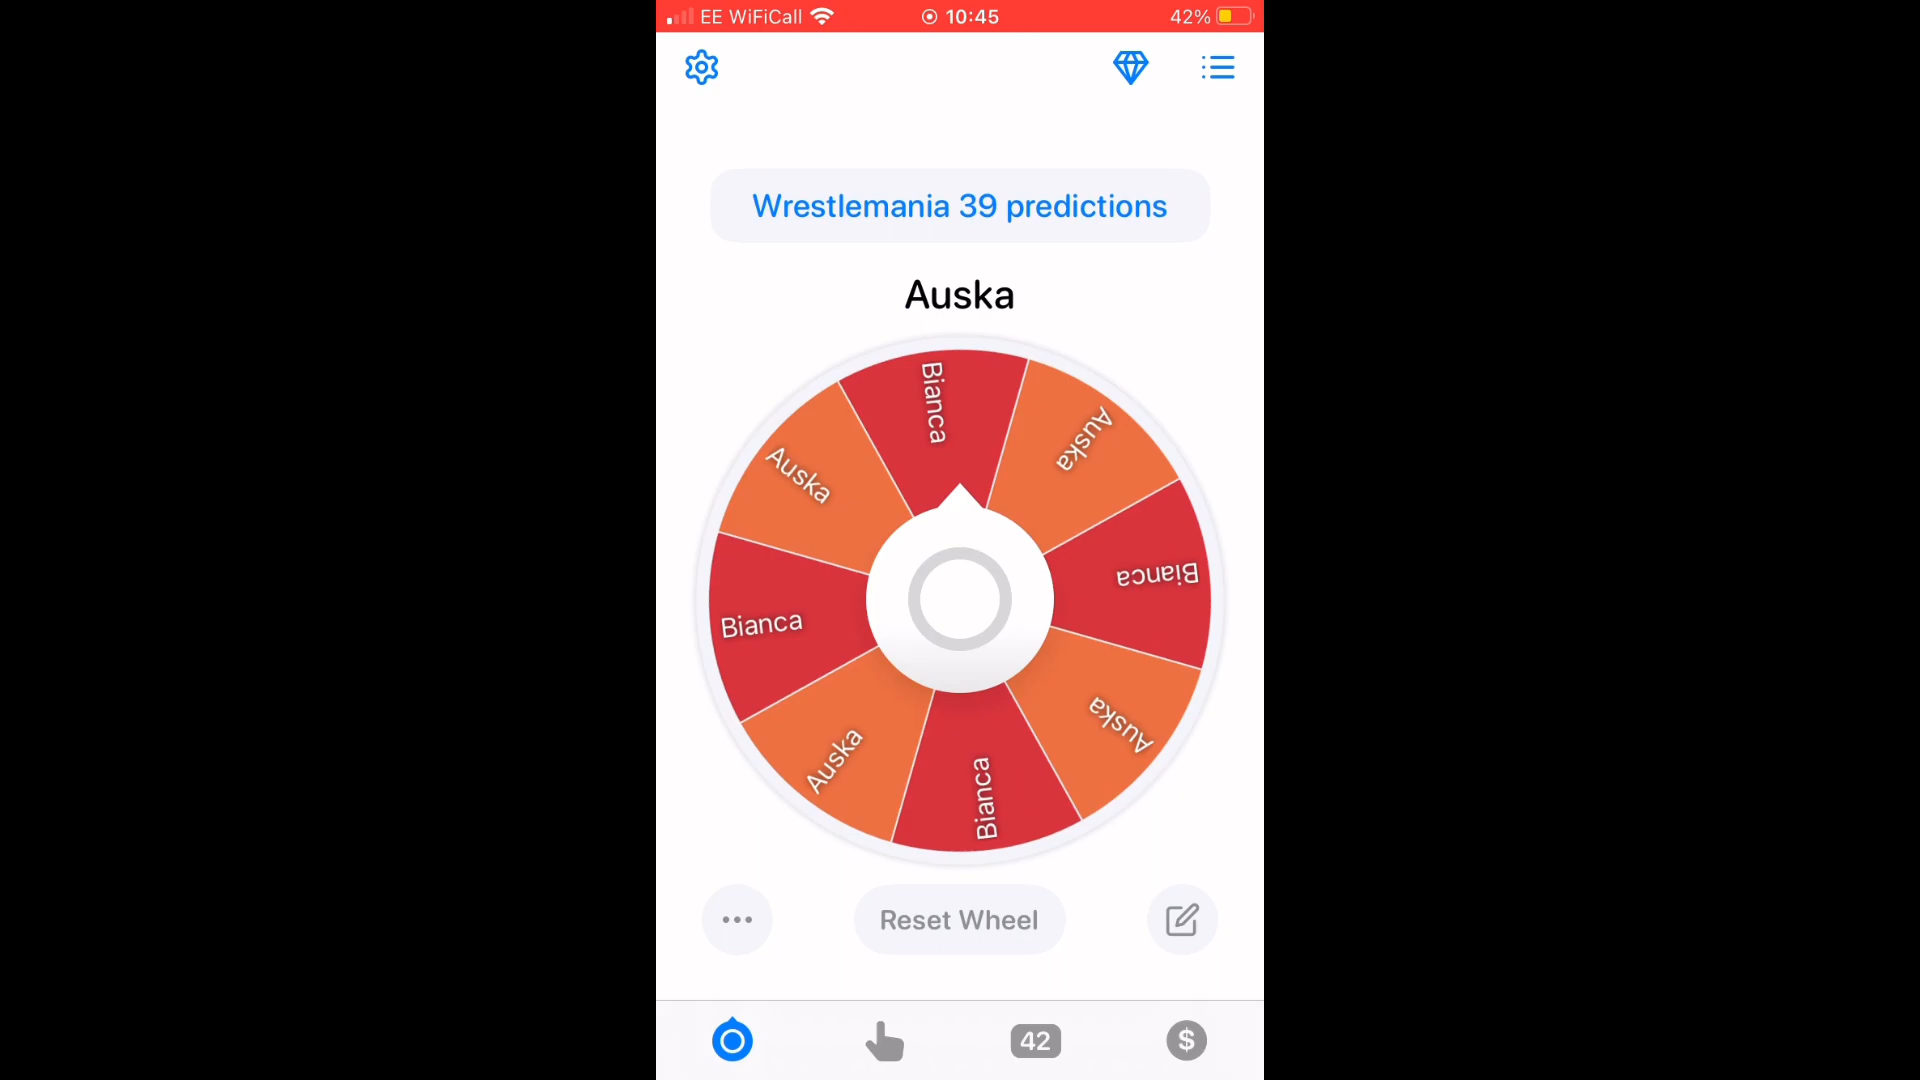 EE WiFiCall 10:45 42%
Wrestlemania 39 predictions
Auska
Bianca
Auska
Bianca
Auska
Bianca
Auska
Bianca
Auska
Reset Wheel
42
$